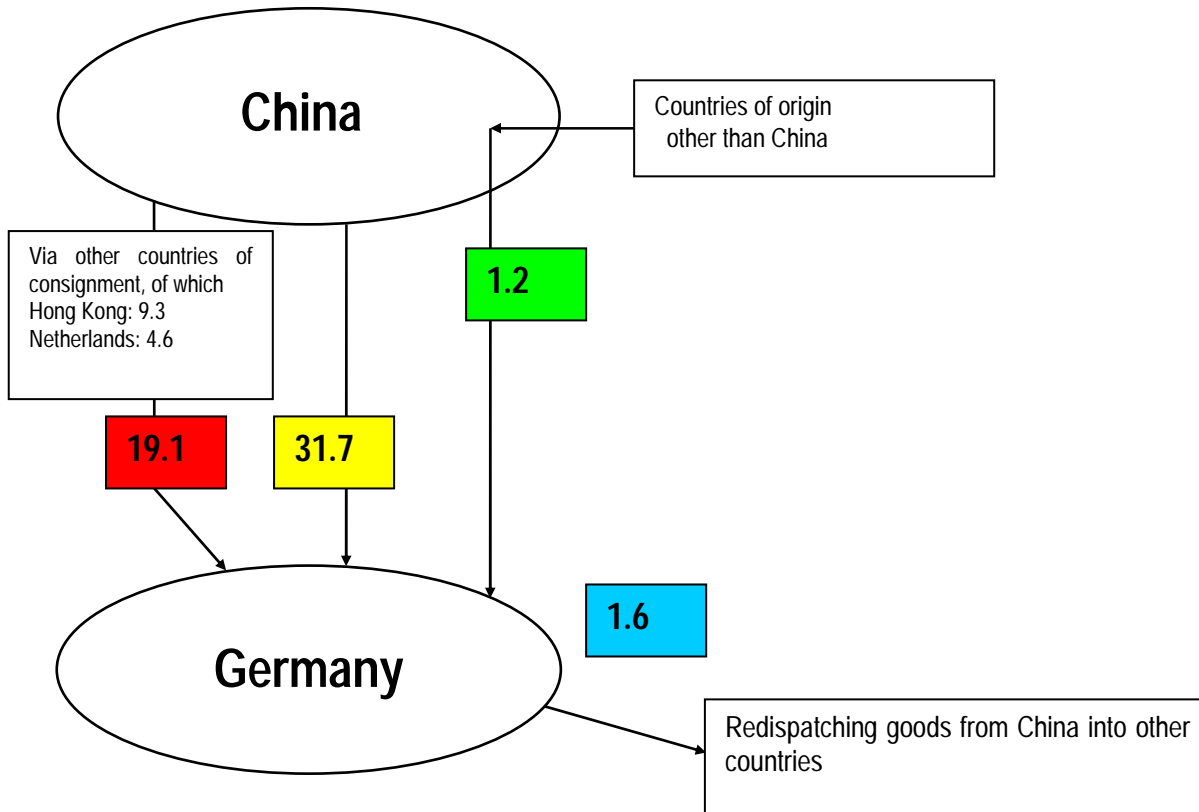 China
Countries of origin
other than China
Via other countries of
consignment, of which
Hong Kong: 9.3
Netherlands: 4.6
1.2
19.1
31.7
1.6
Germany
Redispatching goods from China into other
countries